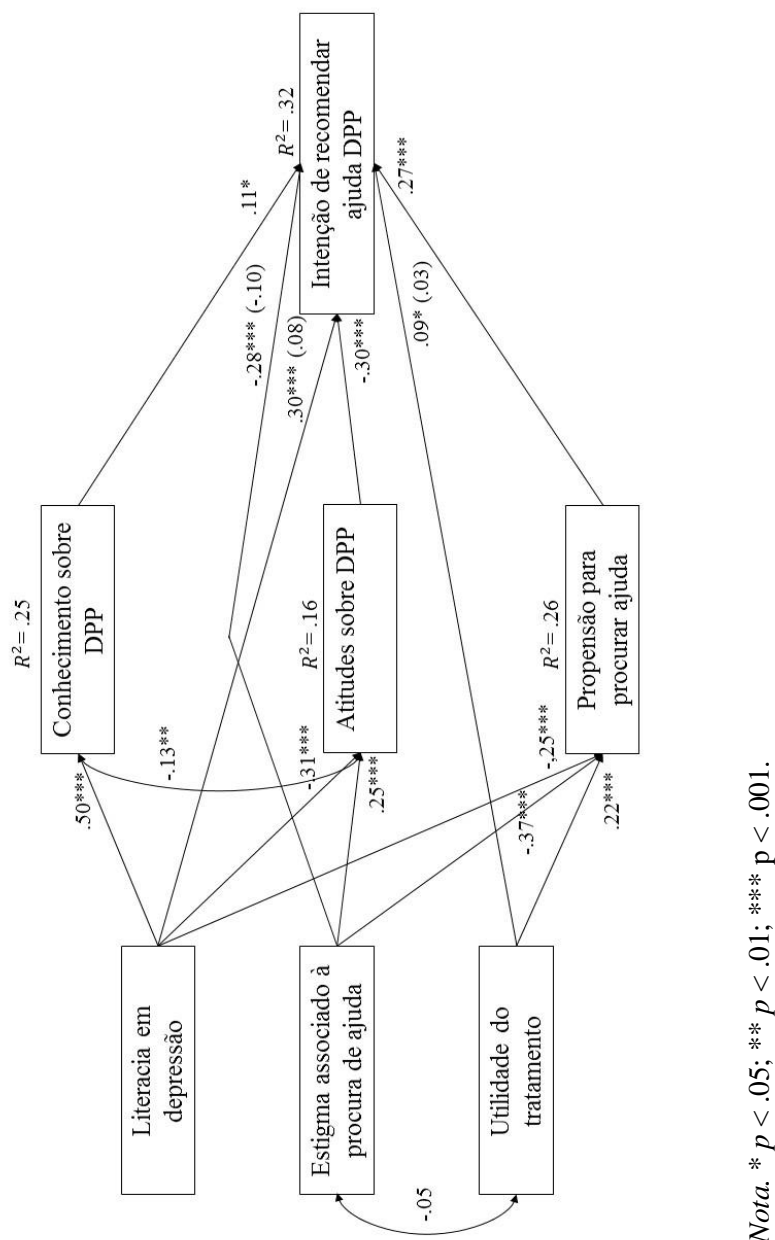 Literacia em
depressão
Estigma associado à
procura de ajuda
Utilidade do
tratamento
-.05
.50***
-.13**
-.31***
.25***
-,25***
-.37***
.22***
R² = .25
Conhecimento sobre
DPP
R² = .16
Atitudes sobre DPP
R² = .26
Propensão para
procurar ajuda
.11*
-.28*** (-.10)
.30*** (.08)
-.30***
.09* (.03)
.27***
R² = .32
Intenção de recomendar
ajuda DPP
Nota. * p < .05; ** p < .01; *** p < .001.